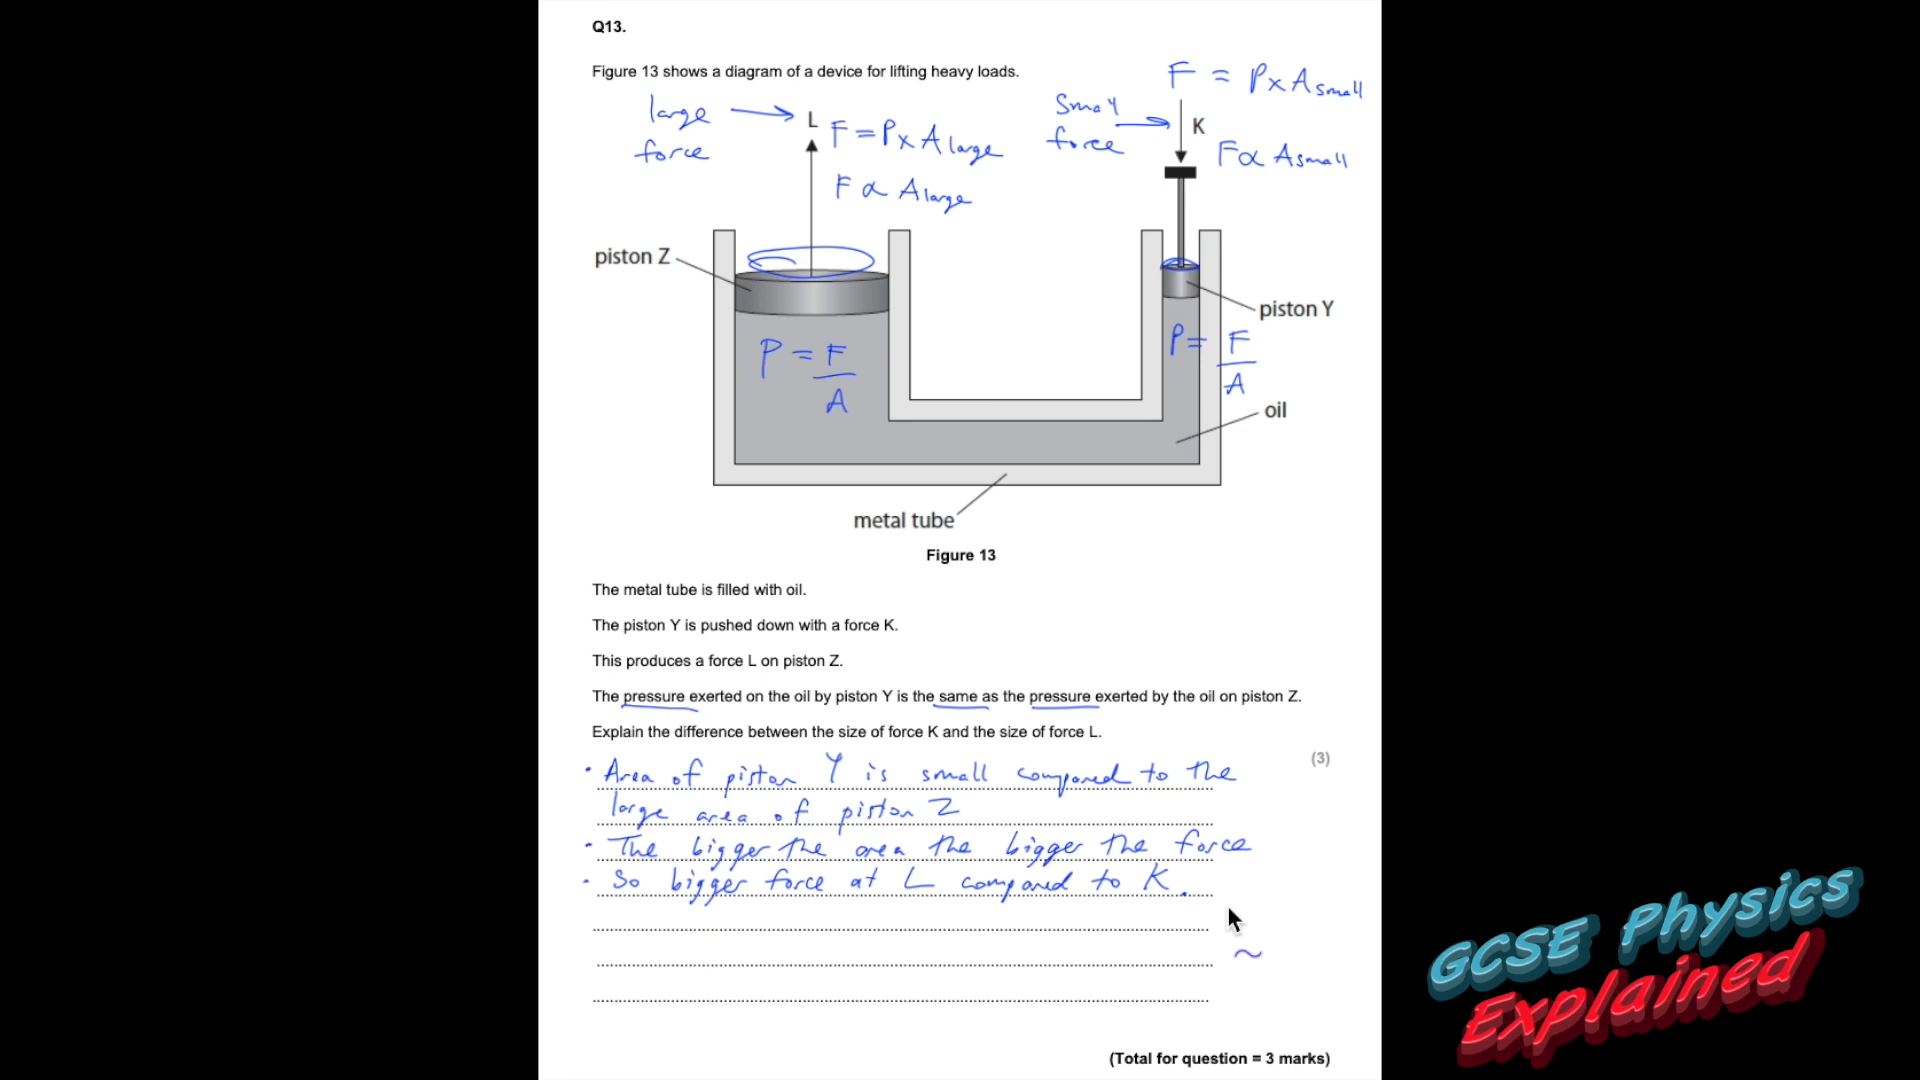 Q13.
Figure 13 shows a diagram of a device for lifting heavy loads.
F = P x A small
large force
L
F = P x A large
F α A large
Small force
K
F α A small
piston Z
piston Y
P = F / A
P = F / A
oil
metal tube
Figure 13
The metal tube is filled with oil.
The piston Y is pushed down with a force K.
This produces a force L on piston Z.
The pressure exerted on the oil by piston Y is the same as the pressure exerted by the oil on piston Z.
Explain the difference between the size of force K and the size of force L.
(3)
• Area of piston Y is small compared to the
large area of piston Z
• The bigger the area the bigger the force
• So bigger force at L compared to K.
(Total for question = 3 marks)
GCSE Physics
Explained